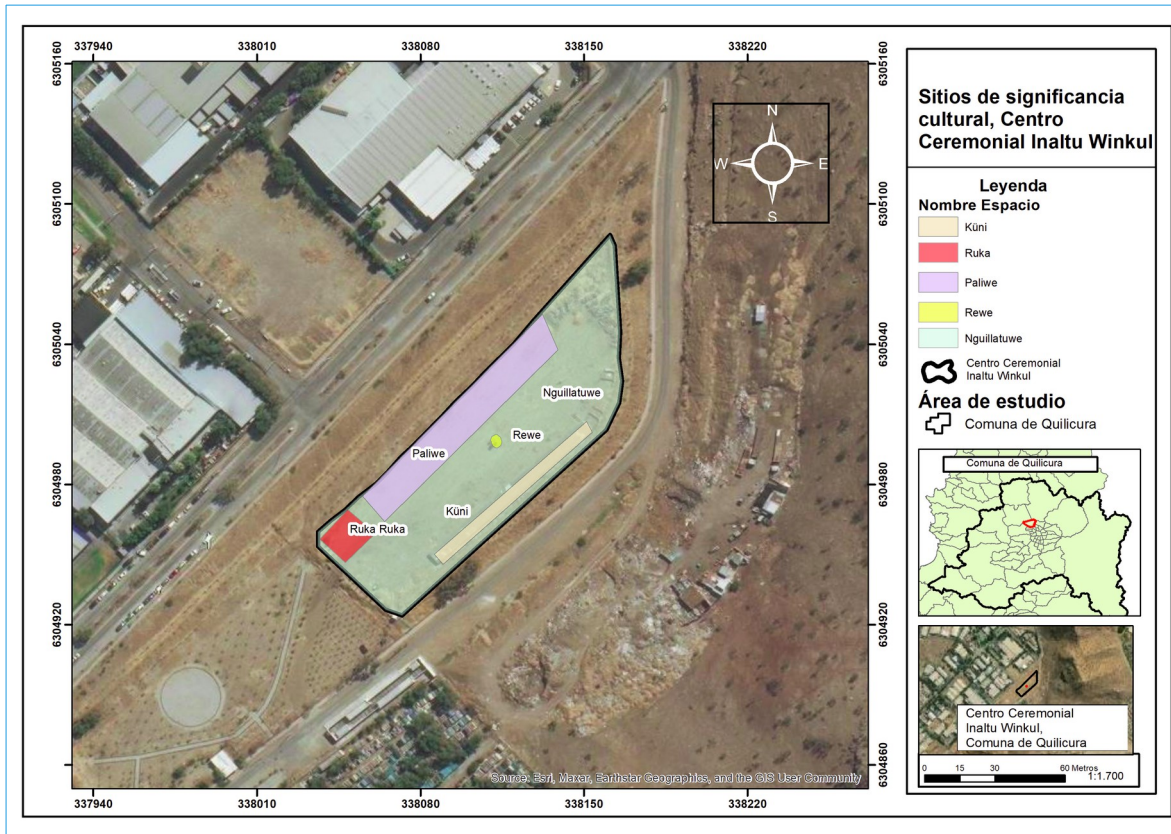 337940 338010 338080 338150 338220
6305160 6305160
6305100 6305100
6305040 6305040
6304980 6304980
6304920 6304920
6304860
N
W E
S
Nguillatuwe
Rewe
Paliwe
Küni
Ruka Ruka
Source: Esri, Maxar, Earthstar Geographics, and the GIS User Community
337940 338010 338080 338150 338220
Sitios de significancia
cultural, Centro
Ceremonial Inaltu Winkul
Leyenda
Nombre Espacio
Küni
Ruka
Paliwe
Rewe
Nguillatuwe
Centro Ceremonial
Inaltu Winkul
Área de estudio
Comuna de Quilicura
Comuna de Quilicura
Centro Ceremonial
Inaltu Winkul,
Comuna de Quilicura
0 15 30 60 Metros
1:1.700